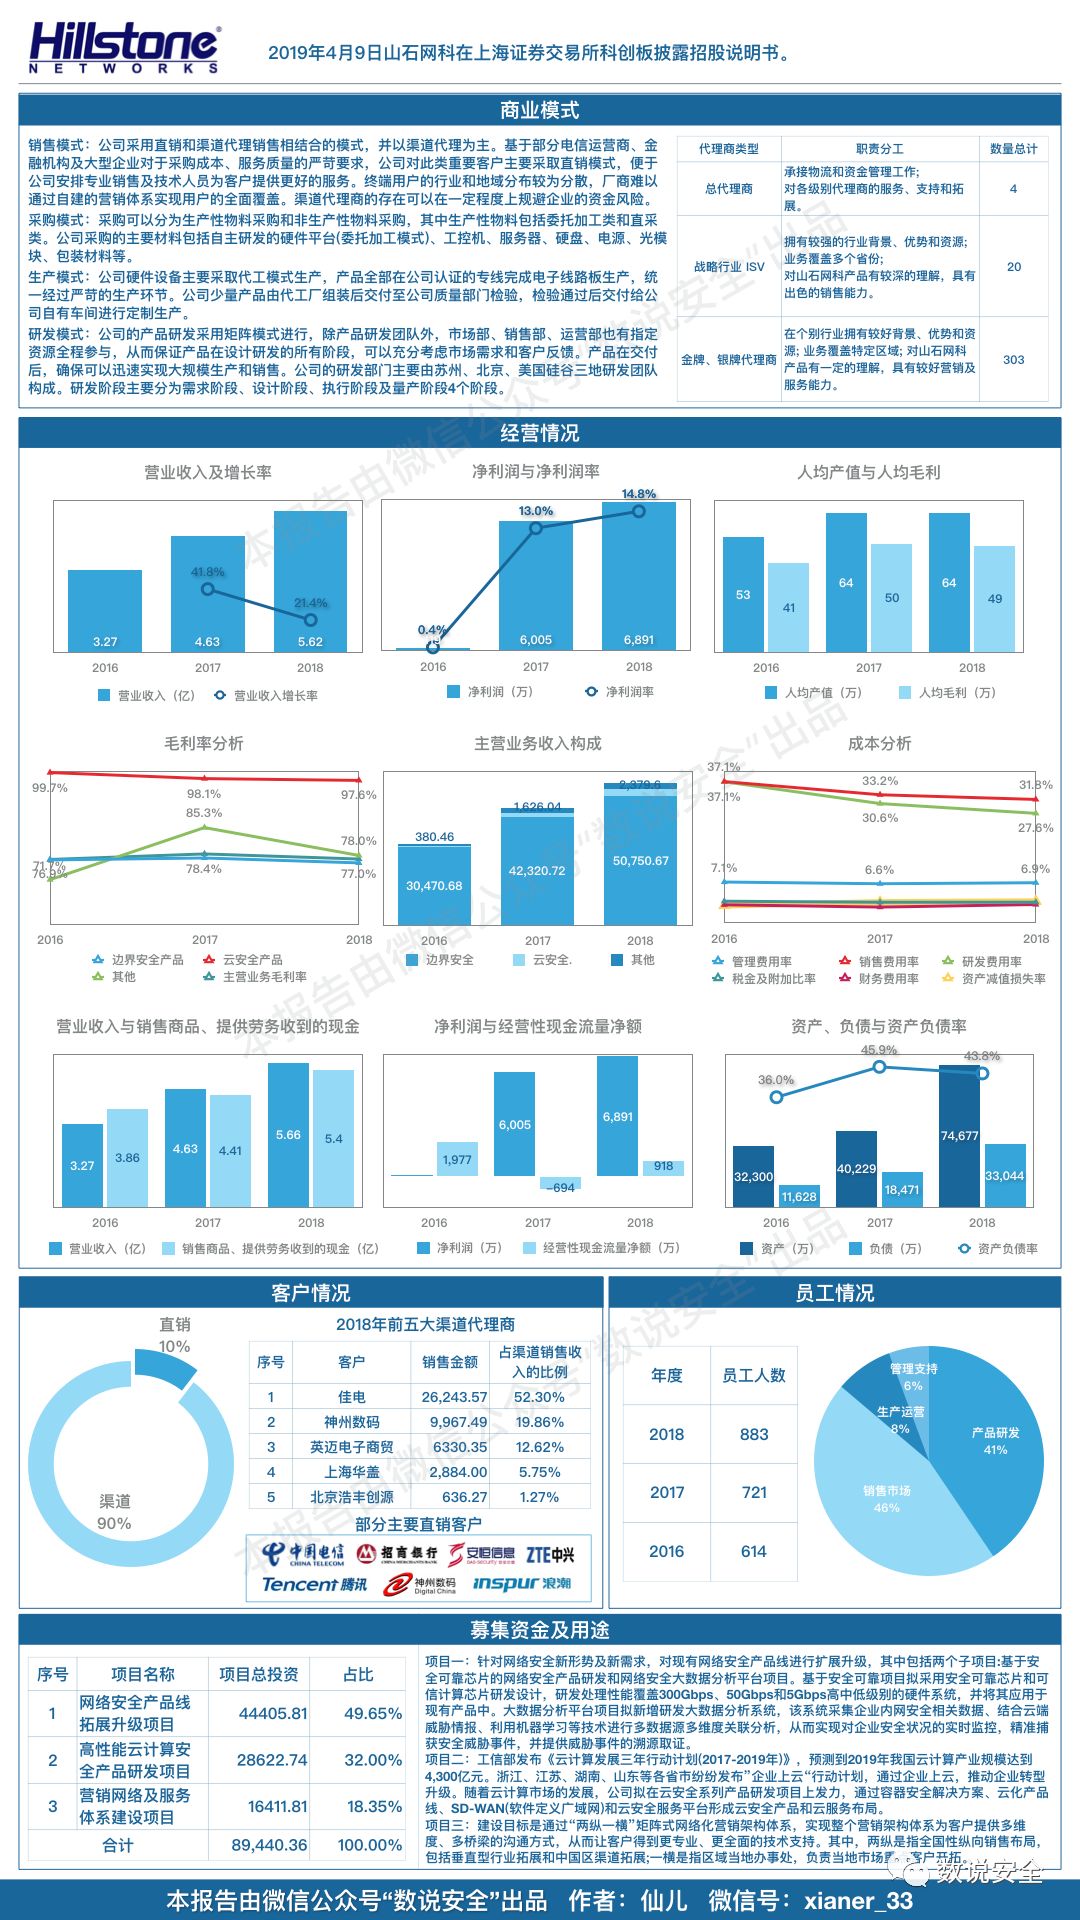 Hillstone
NETWORKS
2019年4月9日山石网科在上海证券交易所科创板披露招股说明书。
商业模式
销售模式：公司采用直销和渠道代理销售相结合的模式，并以渠道代理为主。基于部分电信运营商、金
融机构及大型企业对于采购成本、服务质量的严苛要求，公司对此类重要客户主要采取直销模式，便于
公司安排专业销售及技术人员为客户提供更好的服务。终端用户的行业和地域分布较为分散，厂商难以
通过自建的营销体系实现用户的全面覆盖。渠道代理商的存在可以在一定程度上规避企业的资金风险。
采购模式：采购可以分为生产性物料采购和非生产性物料采购，其中生产性物料包括委托加工类和直采
类。公司采购的主要材料包括自主研发的硬件平台(委托加工模式)、工控机、服务器、硬盘、电源、光模
块、包装材料等。
生产模式：公司硬件设备主要采取代工模式生产，产品全部在公司认证的专线完成电子线路板生产，统
一经过严苛的生产环节。公司少量产品由代工厂组装后交付至公司质量部门检验，检验通过后交付给公
司自有车间进行定制生产。
研发模式：公司的产品研发采用矩阵模式进行，除产品研发团队外，市场部、销售部、运营部也有指定
资源全程参与，从而保证产品在设计研发的所有阶段，可以充分考虑市场需求和客户反馈。产品在交付
后，确保可以迅速实现大规模生产和销售。公司的研发部门主要由苏州、北京、美国硅谷三地研发团队
构成。研发阶段主要分为需求阶段、设计阶段、执行阶段及量产阶段4个阶段。
代理商类型 职责分工 数量总计
总代理商 承接物流和资金管理工作;
对各级别代理商的服务、支持和拓
展。 4
战略行业 ISV 拥有较强的行业背景、优势和资源;
业务覆盖多个省份;
对山石网科产品有较深的理解，具有
出色的销售能力。 20
金牌、银牌代理商 在个别行业拥有较好背景、优势和资
源; 业务覆盖特定区域; 对山石网科
产品有一定的理解，具有较好营销及
服务能力。 303
经营情况
营业收入及增长率
41.8%
21.4%
3.27 4.63 5.62
2016 2017 2018
营业收入（亿） 营业收入增长率
净利润与净利润率
0.4% 13.0% 14.8%
6,005 6,891
2016 2017 2018
净利润（万） 净利润率
人均产值与人均毛利
53 41 64 50 64 49
2016 2017 2018
人均产值（万） 人均毛利（万）
毛利率分析
99.7% 98.1% 97.6%
85.3% 78.0%
71.7%
76.9% 78.4% 77.0%
2016 2017 2018
边界安全产品 云安全产品
其他 主营业务毛利率
主营业务收入构成
380.46 1,626.04 2,379.6
30,470.68 42,320.72 50,750.67
2016 2017 2018
边界安全 云安全. 其他
成本分析
37.1% 33.2% 31.8%
37.1% 30.6% 27.6%
7.1% 6.6% 6.9%
2016 2017 2018
管理费用率 销售费用率 研发费用率
税金及附加比率 财务费用率 资产减值损失率
营业收入与销售商品、提供劳务收到的现金
3.27 3.86 4.63 4.41 5.66 5.4
2016 2017 2018
营业收入（亿） 销售商品、提供劳务收到的现金（亿）
净利润与经营性现金流量净额
1,977 6,005 -694 6,891 918
2016 2017 2018
净利润（万） 经营性现金流量净额（万）
资产、负债与资产负债率
36.0% 45.9% 43.8%
32,300 11,628 40,229 18,471 74,677 33,044
2016 2017 2018
资产（万） 负债（万） 资产负债率
客户情况
直销
10%
渠道
90%
2018年前五大渠道代理商
序号 客户 销售金额 占渠道销售收
入的比例
1 佳电 26,243.57 52.30%
2 神州数码 9,967.49 19.86%
3 英迈电子商贸 6330.35 12.62%
4 上海华盖 2,884.00 5.75%
5 北京浩丰创源 636.27 1.27%
部分主要直销客户
中国电信 CHINA TELECOM 招商银行 CHINA MERCHANTS BANK 安恒信息 DAS-SECURITY ZTE中兴
Tencent 腾讯 神州数码 Digital China inspur 浪潮
员工情况
年度 员工人数
2018 883
2017 721
2016 614
管理支持
6%
生产运营
8%
产品研发
41%
销售市场
46%
募集资金及用途
序号 项目名称 项目总投资 占比
1 网络安全产品线
拓展升级项目 44405.81 49.65%
2 高性能云计算安
全产品研发项目 28622.74 32.00%
3 营销网络及服务
体系建设项目 16411.81 18.35%
合计 89,440.36 100.00%
项目一：针对网络安全新形势及新需求，对现有网络安全产品线进行扩展升级，其中包括两个子项目:基于安
全可靠芯片的网络安全产品研发和网络安全大数据分析平台项目。基于安全可靠项目拟采用安全可靠芯片和可
信计算芯片研发设计，研发处理性能覆盖300Gbps、50Gbps和5Gbps高中低级别的硬件系统，并将其应用于
现有产品中。大数据分析平台项目拟新增研发大数据分析系统，该系统采集企业内网安全相关数据、结合云端
威胁情报、利用机器学习等技术进行多数据源多维度关联分析，从而实现对企业安全状况的实时监控，精准捕
获安全威胁事件，并提供威胁事件的溯源取证。
项目二：工信部发布《云计算发展三年行动计划(2017-2019年)》，预测到2019年我国云计算产业规模达到
4,300亿元。浙江、江苏、湖南、山东等各省市纷纷发布”企业上云“行动计划，通过企业上云，推动企业转型
升级。随着云计算市场的发展，公司拟在云安全系列产品研发项目上发力，通过容器安全解决方案、云化产品
线、SD-WAN(软件定义广域网)和云安全服务平台形成云安全产品和云服务布局。
项目三：建设目标是通过“两纵一横”矩阵式网络化营销架构体系，实现整个营销架构体系为客户提供多维
度、多桥梁的沟通方式，从而让客户得到更专业、更全面的技术支持。其中，两纵是指全国性纵向销售布局，
包括垂直型行业拓展和中国区渠道拓展;一横是指区域当地办事处，负责当地市场 客户开拓。
数说安全
本报告由微信公众号“数说安全”出品 作者：仙儿 微信号：xianer_33
本报告由微信公众号“数说安全”出品
本报告由微信公众号“数说安全”出品
本报告由微信公众号“数说安全”出品